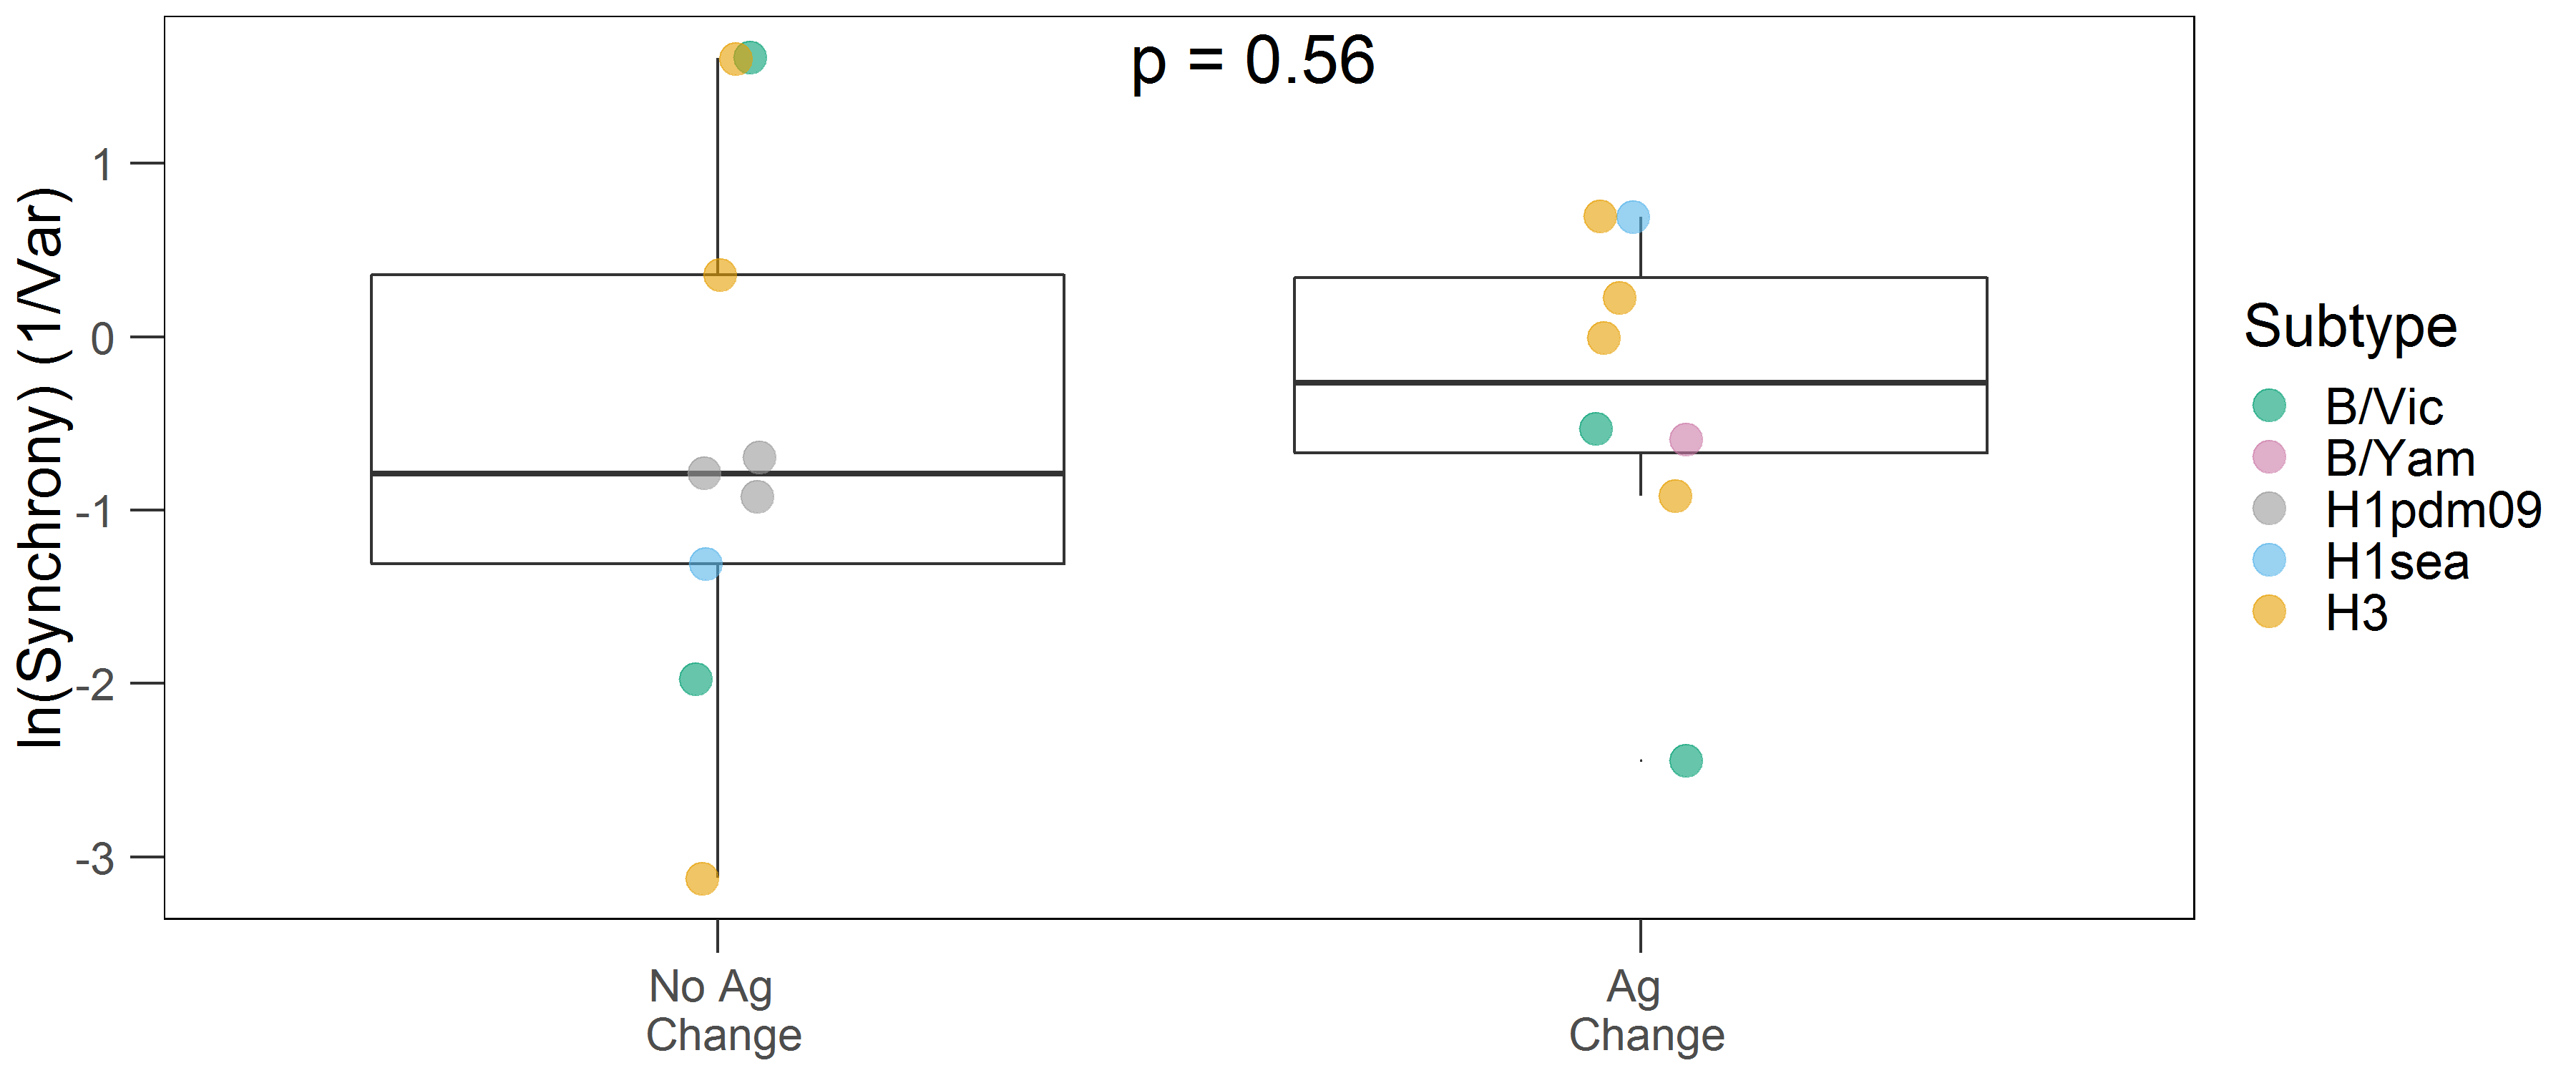 p = 0.56
ln(Synchrony) (1/Var)
1
0
-1
-2
-3
No Ag
Change
Ag
Change
Subtype
B/Vic
B/Yam
H1pdm09
H1sea
H3